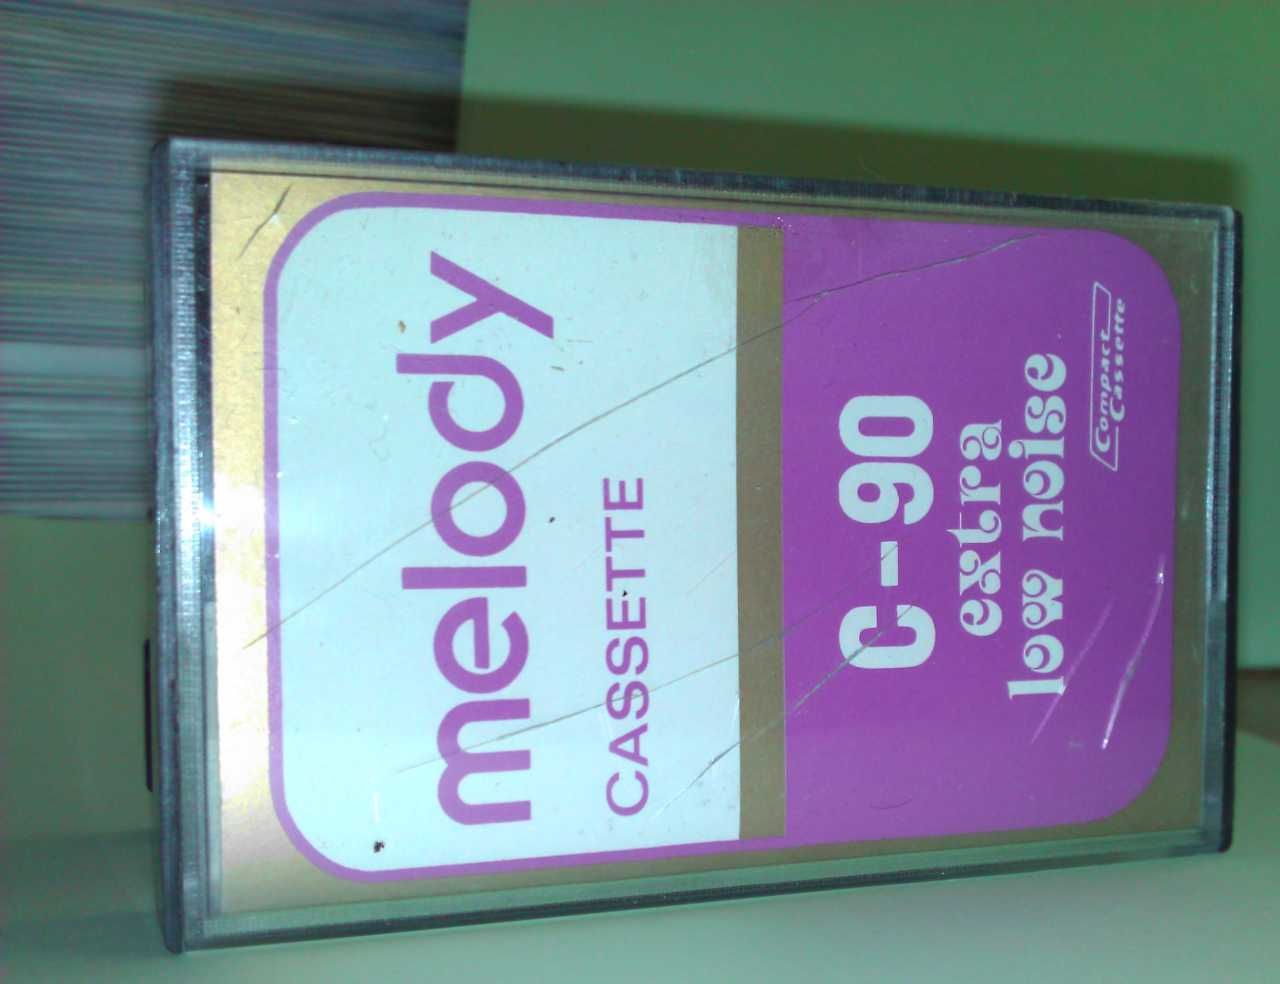 melody
CASSETTE
C-90
extra
low noise
Compact
Cassette